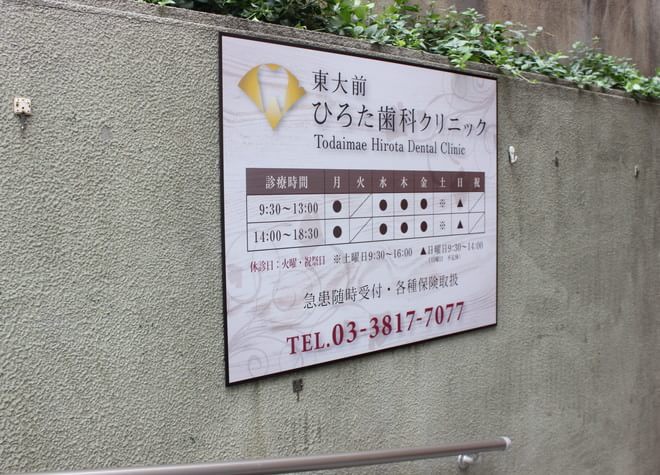 東大前
ひろた歯科クリニック
Todaimae Hirota Dental Clinic
診療時間 月 火 水 木 金 土 日 祝
9:30～13:00 ● ／ ● ● ● ※ ▲ ／
14:00～18:30 ● ／ ● ● ● ※ ▲ ／
休診日：火曜・祝祭日 ※土曜日9:30～16:00 ▲日曜日9:30～14:00
急患随時受付・各種保険取扱
TEL.03-3817-7077